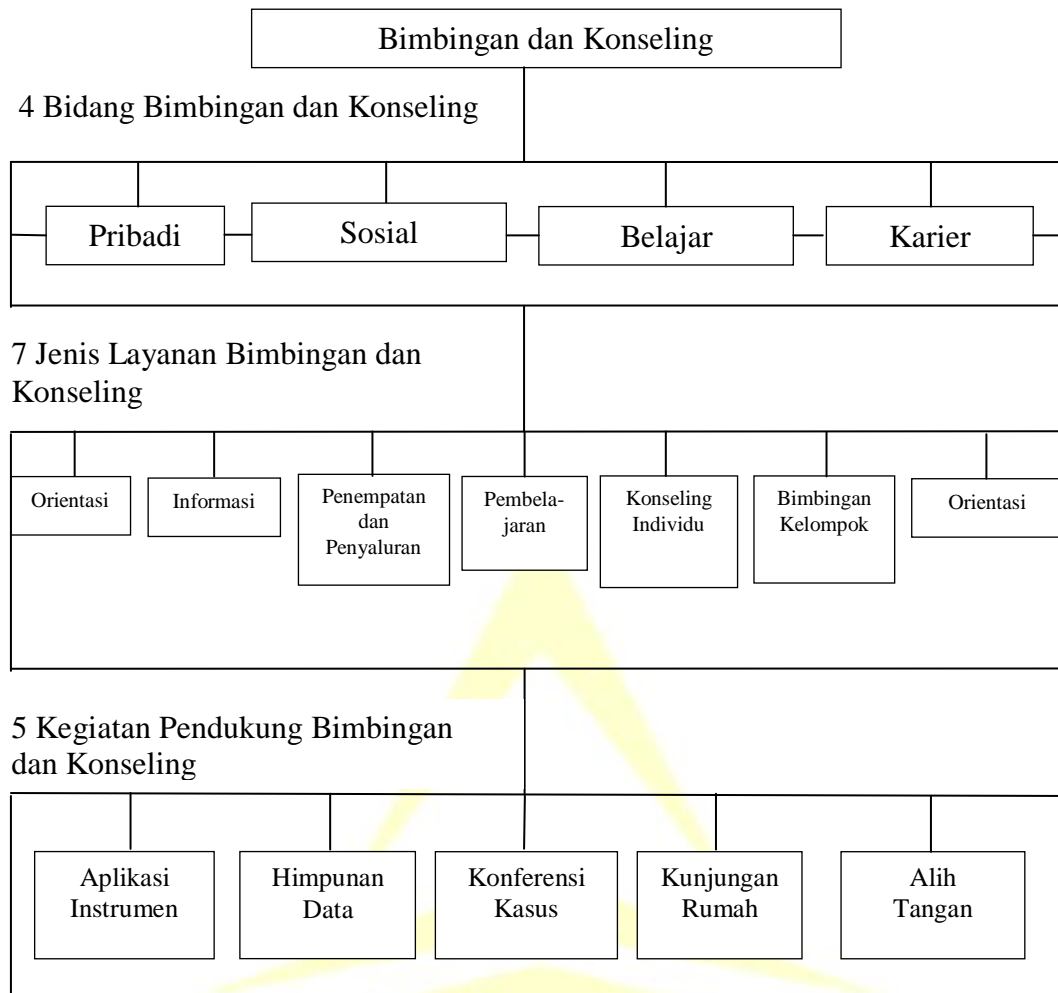 Bimbingan dan Konseling
4 Bidang Bimbingan dan Konseling
Pribadi
Sosial
Belajar
Karier
7 Jenis Layanan Bimbingan dan
Konseling
Orientasi
Informasi
Penempatan
dan
Penyaluran
Pembela-
jaran
Konseling
Individu
Bimbingan
Kelompok
Orientasi
5 Kegiatan Pendukung Bimbingan
dan Konseling
Aplikasi
Instrumen
Himpunan
Data
Konferensi
Kasus
Kunjungan
Rumah
Alih
Tangan